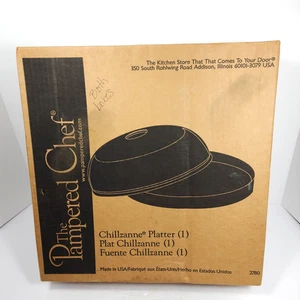 The Kitchen Store That That Comes To Your Door®
350 South Rohlwing Road Addison, Illinois 60101-3079 USA
The
Pampered Chef®
www.pamperedchef.com
Both
Chillzanne® Platter (1)
Plat Chillzanne (1)
Fuente Chillzanne (1)
Made in USA/Fabriqué aux États-Unis/Hecho en Estados Unidos
2780